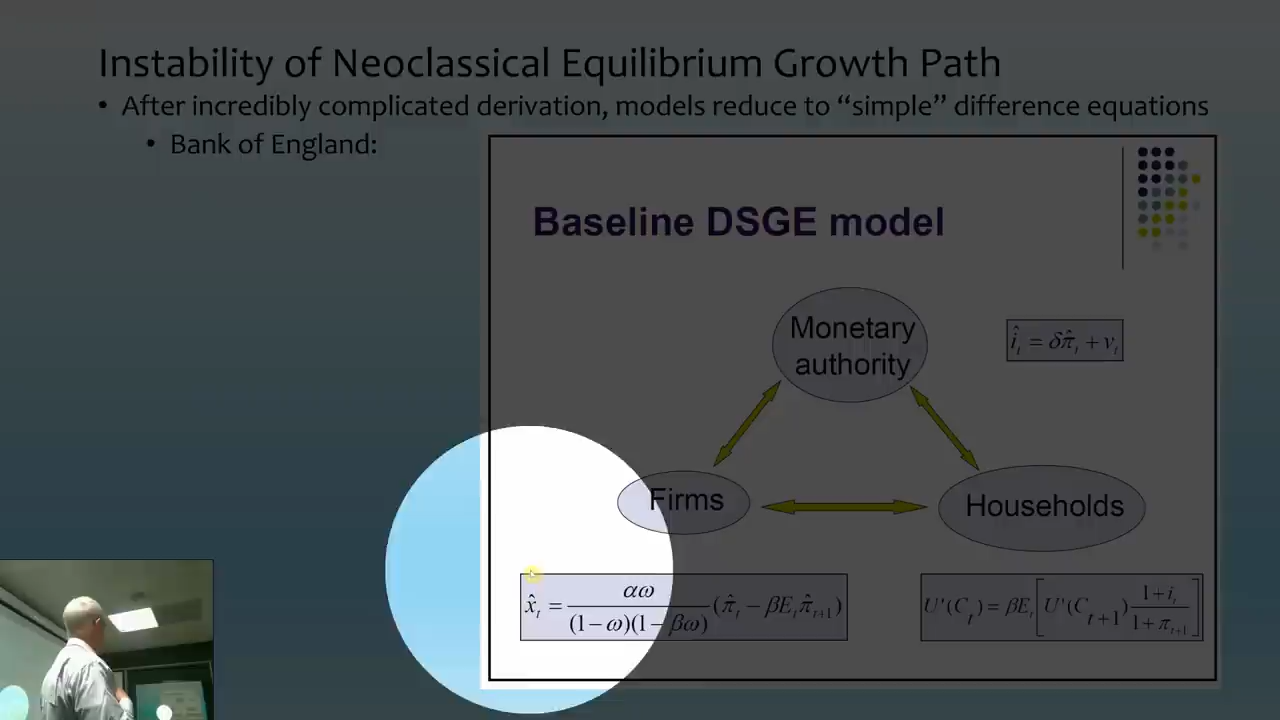 Instability of Neoclassical Equilibrium Growth Path
• After incredibly complicated derivation, models reduce to “simple” difference equations
• Bank of England:
Baseline DSGE model
Monetary
authority
î_t = δπ̂_t + v_t
Firms
Households
x̂_t = αω / (1−ω)(1−βω) (π̂_t − βE_t π̂_{t+1})
U'(C_t) = βE_t [U'(C_{t+1}) 1+i_t / 1+π_{t+1}]